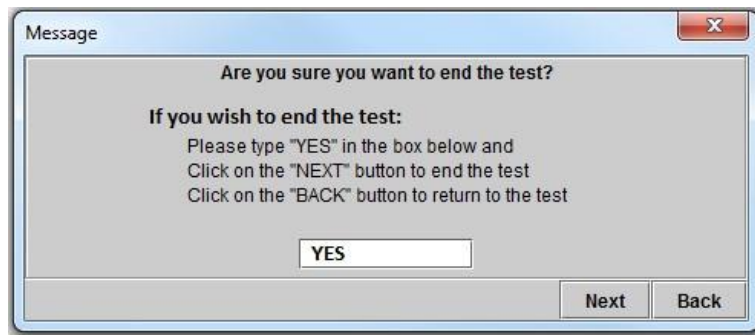 Message
X
Are you sure you want to end the test?
If you wish to end the test:
Please type "YES" in the box below and
Click on the "NEXT" button to end the test
Click on the "BACK" button to return to the test
YES
Next Back